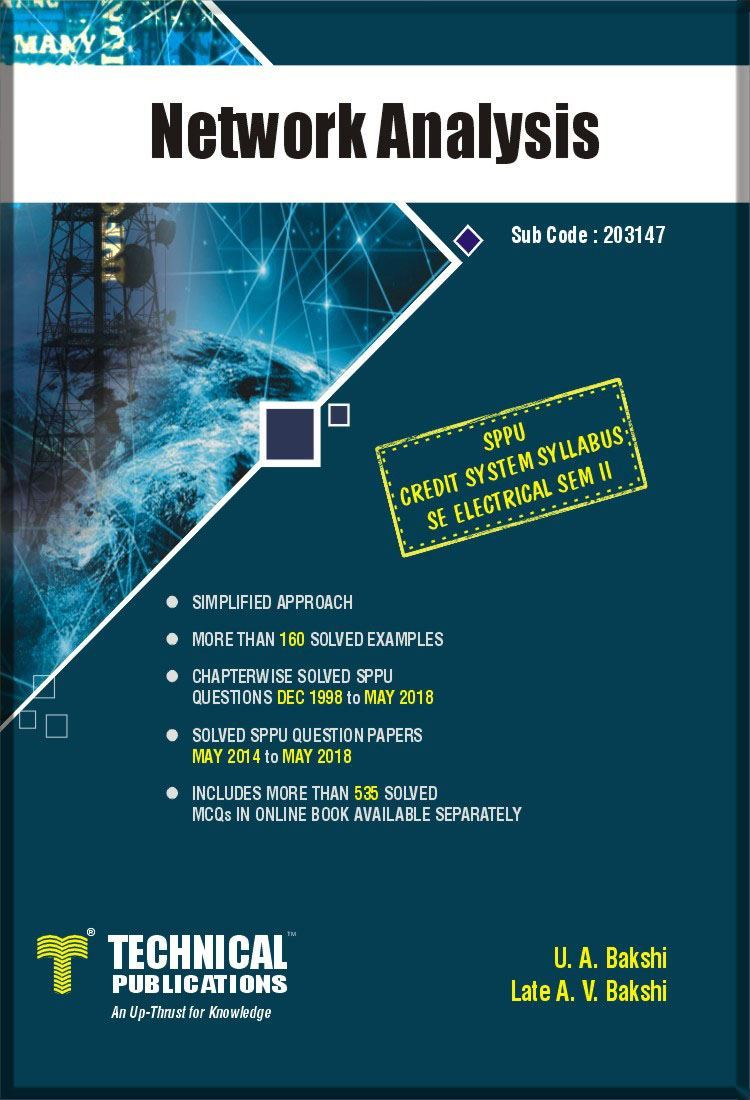 MANY
Network Analysis
Sub Code : 203147
SPPU
CREDIT SYSTEM SYLLABUS
SE ELECTRICAL SEM II
SIMPLIFIED APPROACH
MORE THAN 160 SOLVED EXAMPLES
CHAPTERWISE SOLVED SPPU
QUESTIONS DEC 1998 to MAY 2018
SOLVED SPPU QUESTION PAPERS
MAY 2014 to MAY 2018
INCLUDES MORE THAN 535 SOLVED
MCQs IN ONLINE BOOK AVAILABLE SEPARATELY
® TECHNICAL™
PUBLICATIONS
An Up-Thrust for Knowledge
U. A. Bakshi
Late A. V. Bakshi